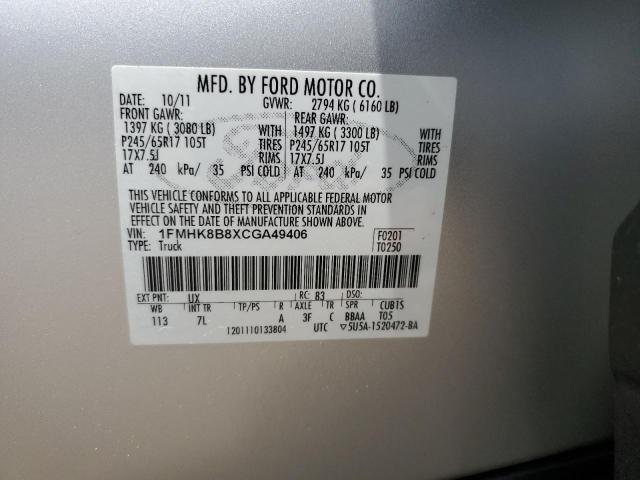 MFD. BY FORD MOTOR CO.
DATE: 10/11 GVWR: 2794 KG ( 6160 LB)
FRONT GAWR: REAR GAWR:
1397 KG ( 3080 LB) WITH 1497 KG ( 3300 LB) WITH
P245/65R17 105T TIRES P245/65R17 105T TIRES
17X7.5J RIMS 17X7.5J RIMS
AT 240 kPa/ 35 PSI COLD AT 240 kPa/ 35 PSI COLD
THIS VEHICLE CONFORMS TO ALL APPLICABLE FEDERAL MOTOR
VEHICLE SAFETY AND THEFT PREVENTION STANDARDS IN
EFFECT ON THE DATE OF MANUFACTURE SHOWN ABOVE.
VIN: 1FMHK8B8XCGA49406 F0201
TYPE: Truck T0250
EXT PNT: UX RC: 83 DSO:
WB INT TR TP/PS R AXLE TR SPR CUBTS
113 7L A 3F C BBAA T05
1201110133804 UTC ▽5U5A-1520472-BA
Ford